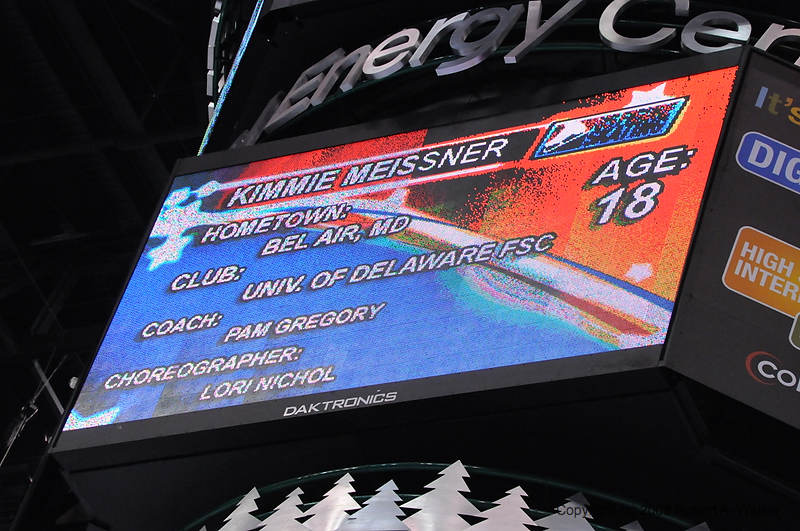 Energy Cen
KIMMIE MEISSNER
AGE:
18
HOMETOWN:
BEL AIR, MD
CLUB:
UNIV. OF DELAWARE FSC
COACH:
PAM GREGORY
CHOREOGRAPHER:
LORI NICHOL
DAKTRONICS
It's
DIG
HIGH
INTER
CO